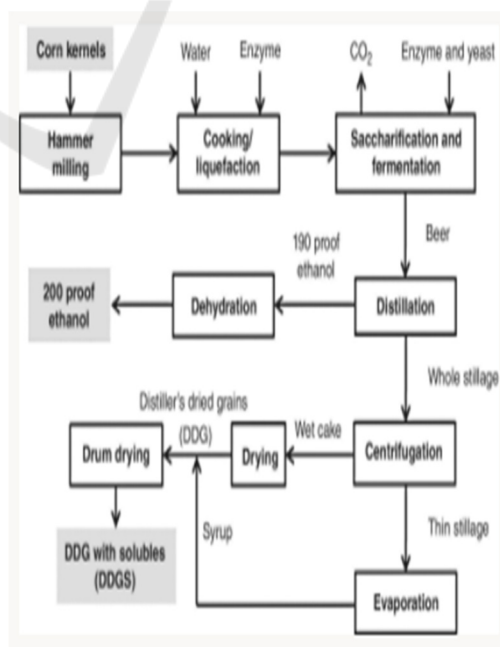 Corn kernels
Water
Enzyme
CO2
Enzyme and yeast
Hammer
milling
Cooking/
liquefaction
Saccharification and
fermentation
Beer
190 proof
ethanol
200 proof
ethanol
Dehydration
Distillation
Whole stillage
Distiller's dried grains
(DDG)
Wet cake
Drum drying
Drying
Centrifugation
Syrup
Thin stillage
DDG with solubles
(DDGS)
Evaporation